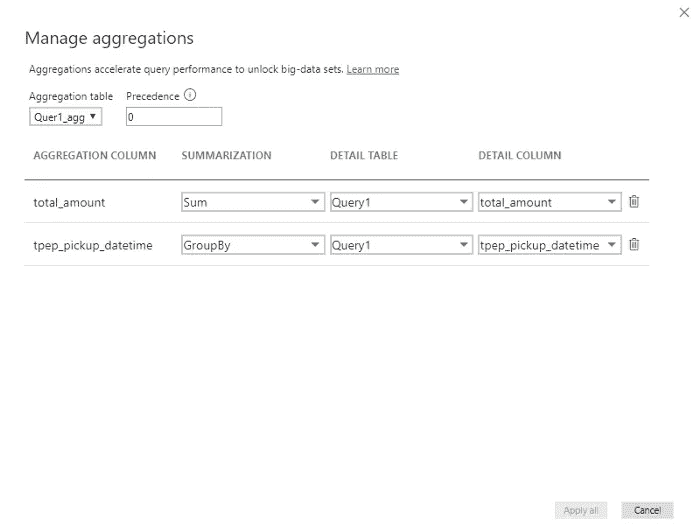 Manage aggregations
Aggregations accelerate query performance to unlock big-data sets. Learn more
Aggregation table Precedence
Quer1_agg 0
AGGREGATION COLUMN SUMMARIZATION DETAIL TABLE DETAIL COLUMN
total_amount Sum Query1 total_amount
tpep_pickup_datetime GroupBy Query1 tpep_pickup_datetime
Apply all Cancel